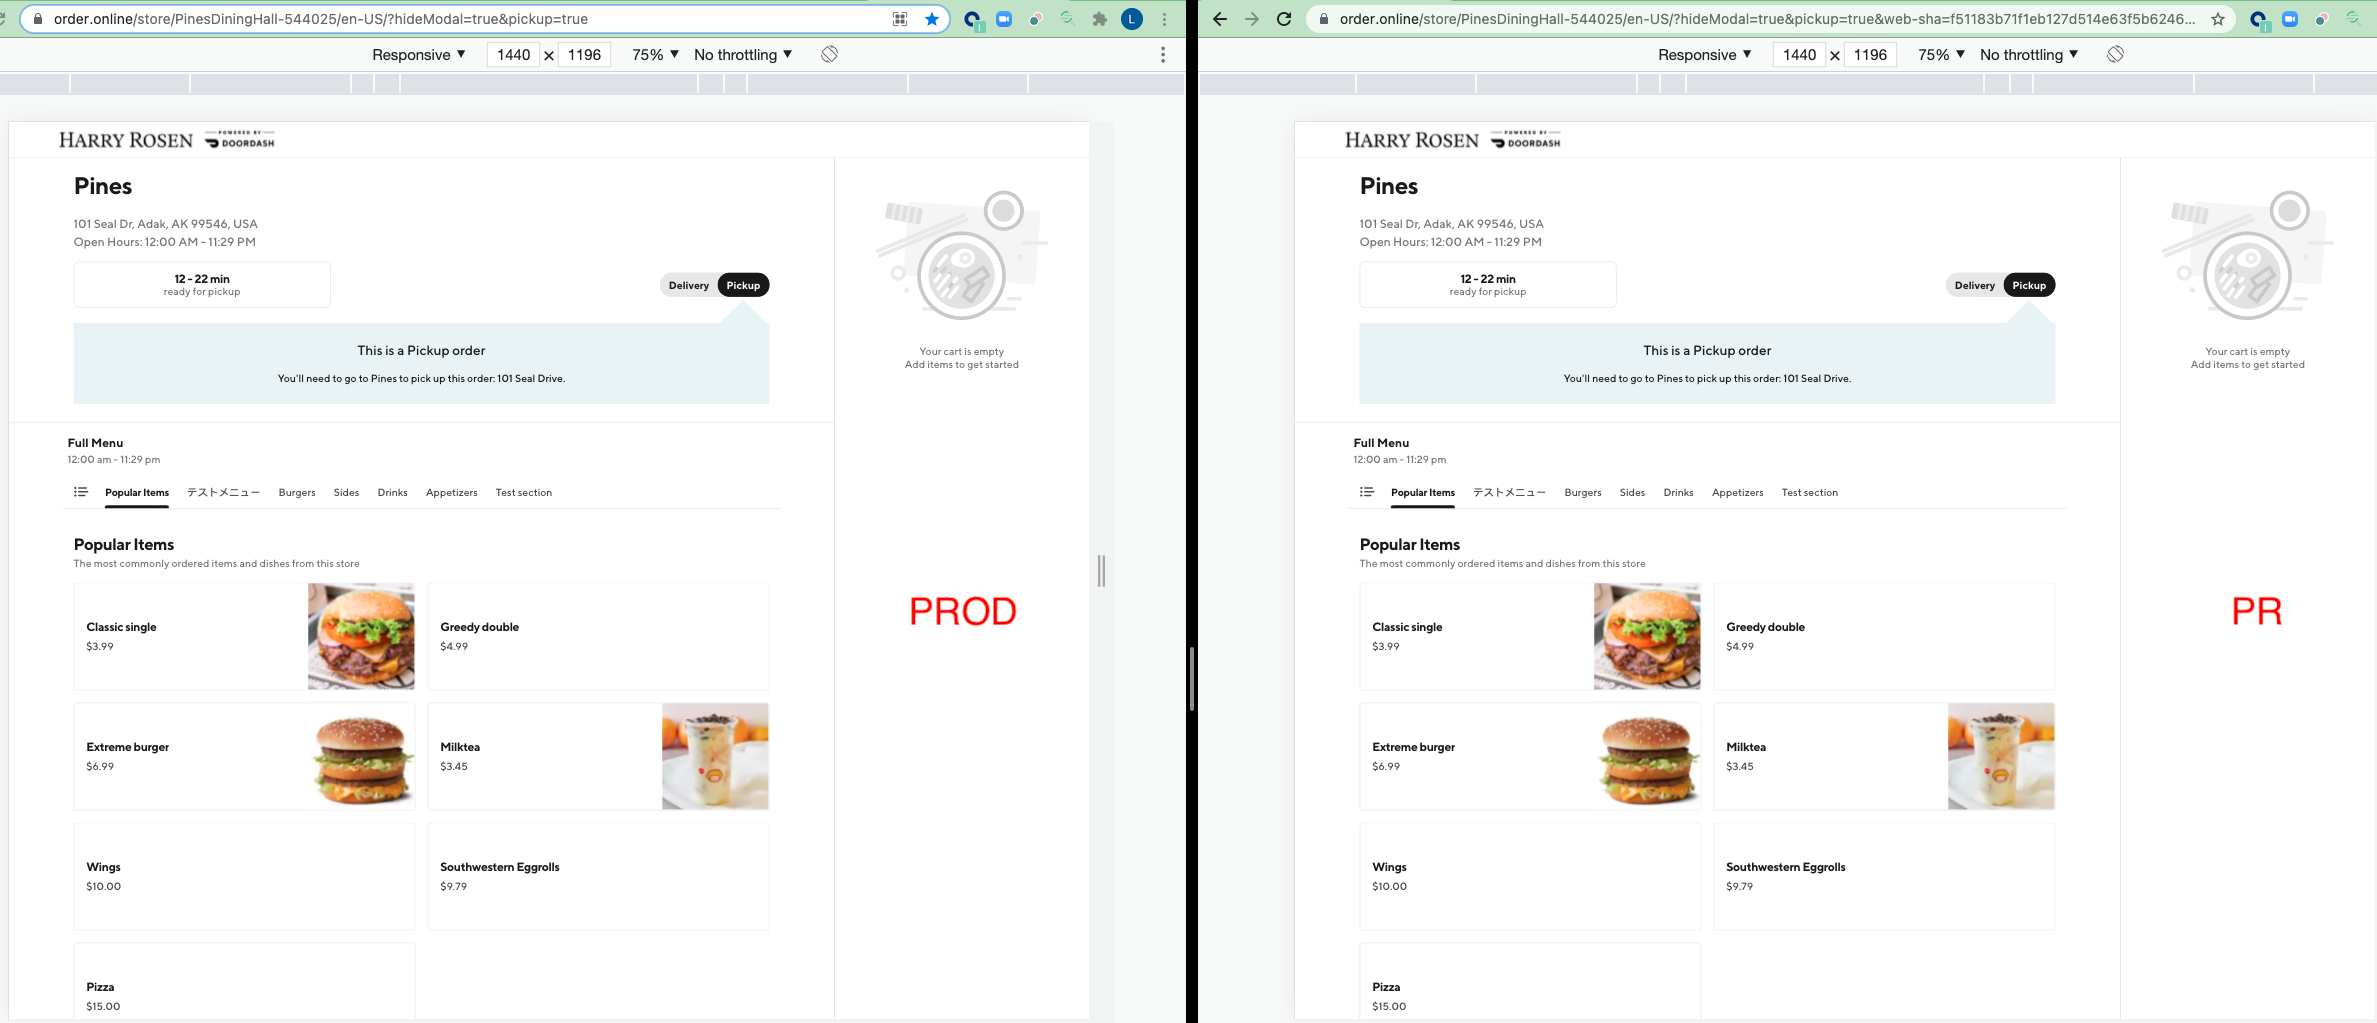 order.online/store/PinesDiningHall-544025/en-US/?hideModal=true&pickup=true
L
Responsive ▼ 1440 × 1196 75% ▼ No throttling ▼
HARRY ROSEN POWERED BY DOORDASH
Pines
101 Seal Dr, Adak, AK 99546, USA
Open Hours: 12:00 AM - 11:29 PM
12 - 22 min
ready for pickup
Delivery Pickup
This is a Pickup order
You'll need to go to Pines to pick up this order: 101 Seal Drive.
Your cart is empty
Add items to get started
Full Menu
12:00 am - 11:29 pm
Popular Items テストメニュー Burgers Sides Drinks Appetizers Test section
Popular Items
The most commonly ordered items and dishes from this store
Classic single
$3.99
Greedy double
$4.99
Extreme burger
$6.99
Milktea
$3.45
Wings
$10.00
Southwestern Eggrolls
$9.79
Pizza
$15.00
PROD
order.online/store/PinesDiningHall-544025/en-US/?hideModal=true&pickup=true&web-sha=f51183b71f1eb127d514e63f5b6246...
Responsive ▼ 1440 × 1196 75% ▼ No throttling ▼
HARRY ROSEN POWERED BY DOORDASH
Pines
101 Seal Dr, Adak, AK 99546, USA
Open Hours: 12:00 AM - 11:29 PM
12 - 22 min
ready for pickup
Delivery Pickup
This is a Pickup order
You'll need to go to Pines to pick up this order: 101 Seal Drive.
Your cart is empty
Add items to get started
Full Menu
12:00 am - 11:29 pm
Popular Items テストメニュー Burgers Sides Drinks Appetizers Test section
Popular Items
The most commonly ordered items and dishes from this store
Classic single
$3.99
Greedy double
$4.99
Extreme burger
$6.99
Milktea
$3.45
Wings
$10.00
Southwestern Eggrolls
$9.79
Pizza
$15.00
PR